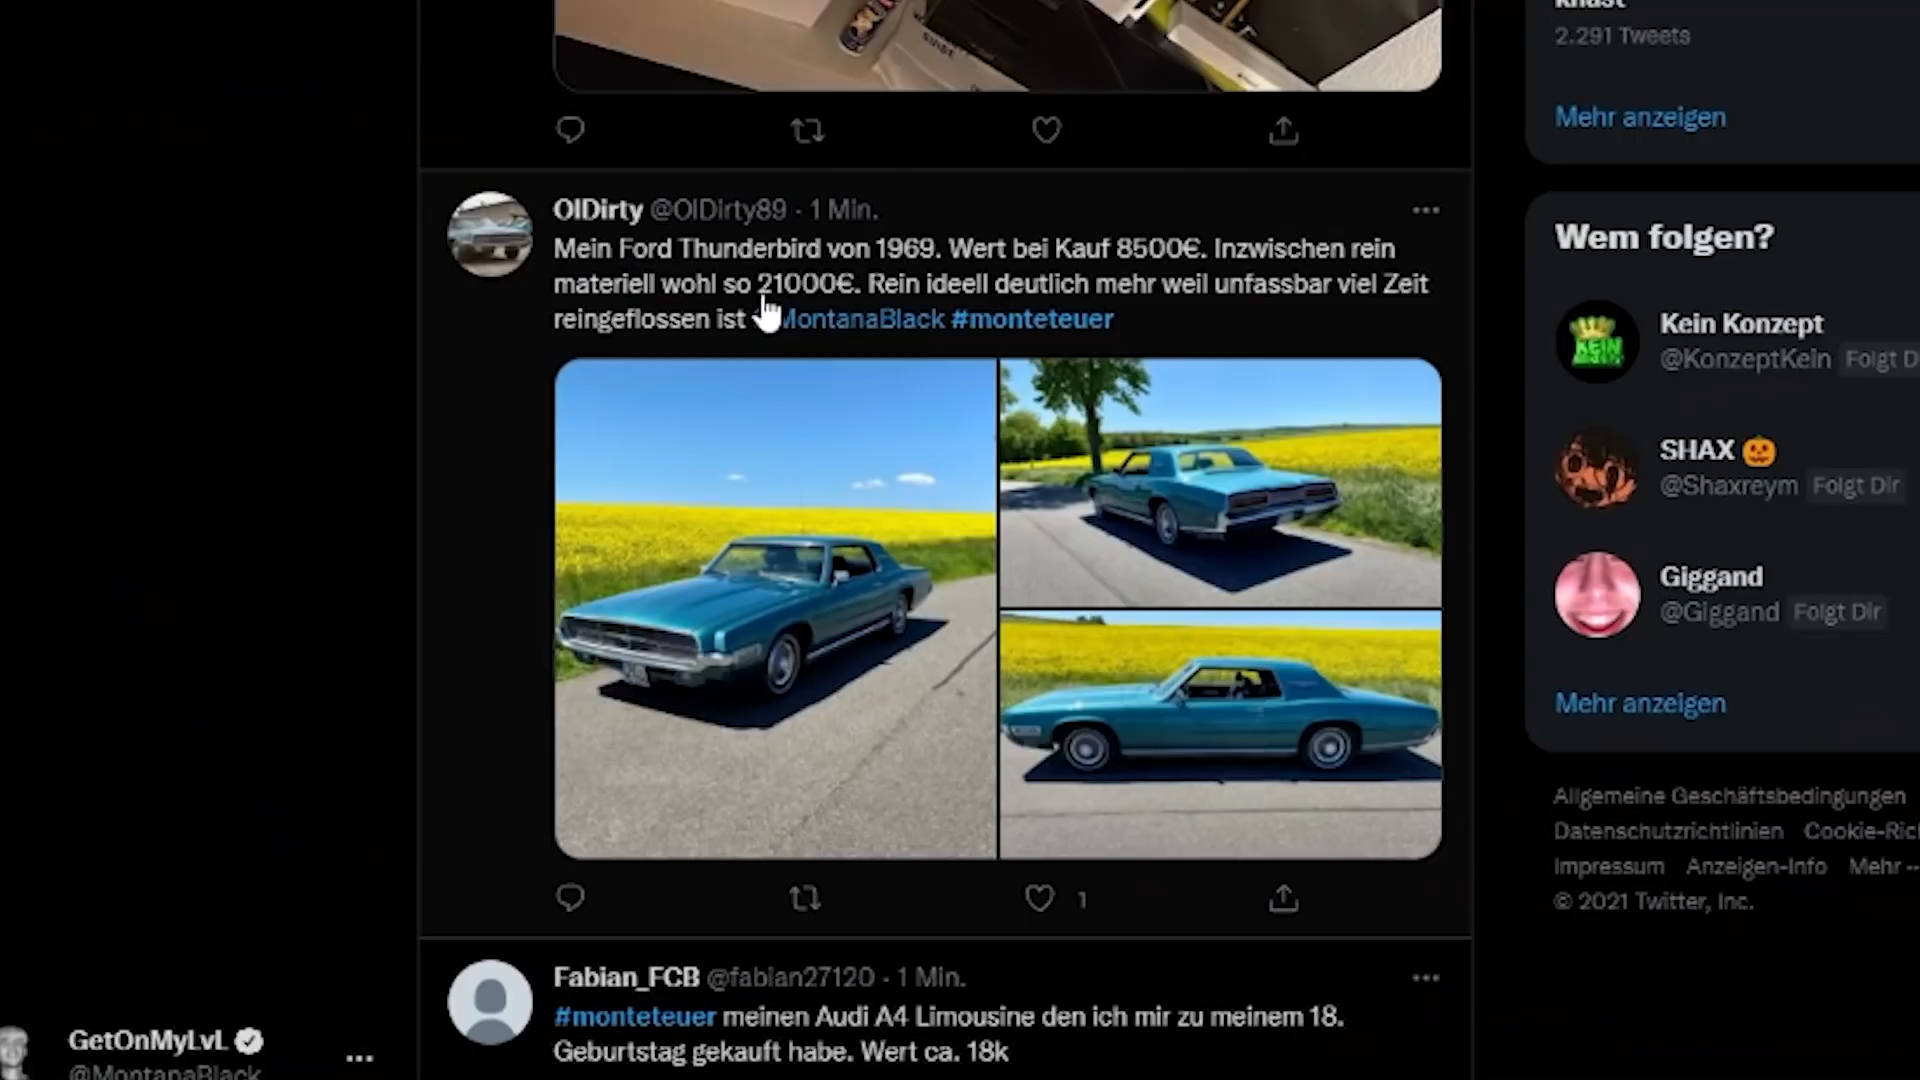 2.291 Tweets
Mehr anzeigen
OlDirty @OlDirty89 · 1 Min.
Mein Ford Thunderbird von 1969. Wert bei Kauf 8500€. Inzwischen rein
materiell wohl so 21000€. Rein ideell deutlich mehr weil unfassbar viel Zeit
reingeflossen ist MontanaBlack #monteteuer
Wem folgen?
Kein Konzept
@KonzeptKein Folgt D
SHAX 🎃
@Shaxreym Folgt Dir
Giggand
@Giggand Folgt Dir
Mehr anzeigen
Allgemeine Geschäftsbedingungen
Datenschutzrichtlinien Cookie-Ric
Impressum Anzeigen-Info Mehr
© 2021 Twitter, Inc.
1
Fabian_FCB @fabian27120 · 1 Min.
#monteteuer meinen Audi A4 Limousine den ich mir zu meinem 18.
Geburtstag gekauft habe. Wert ca. 18k
GetOnMyLvL
@MontanaBlack